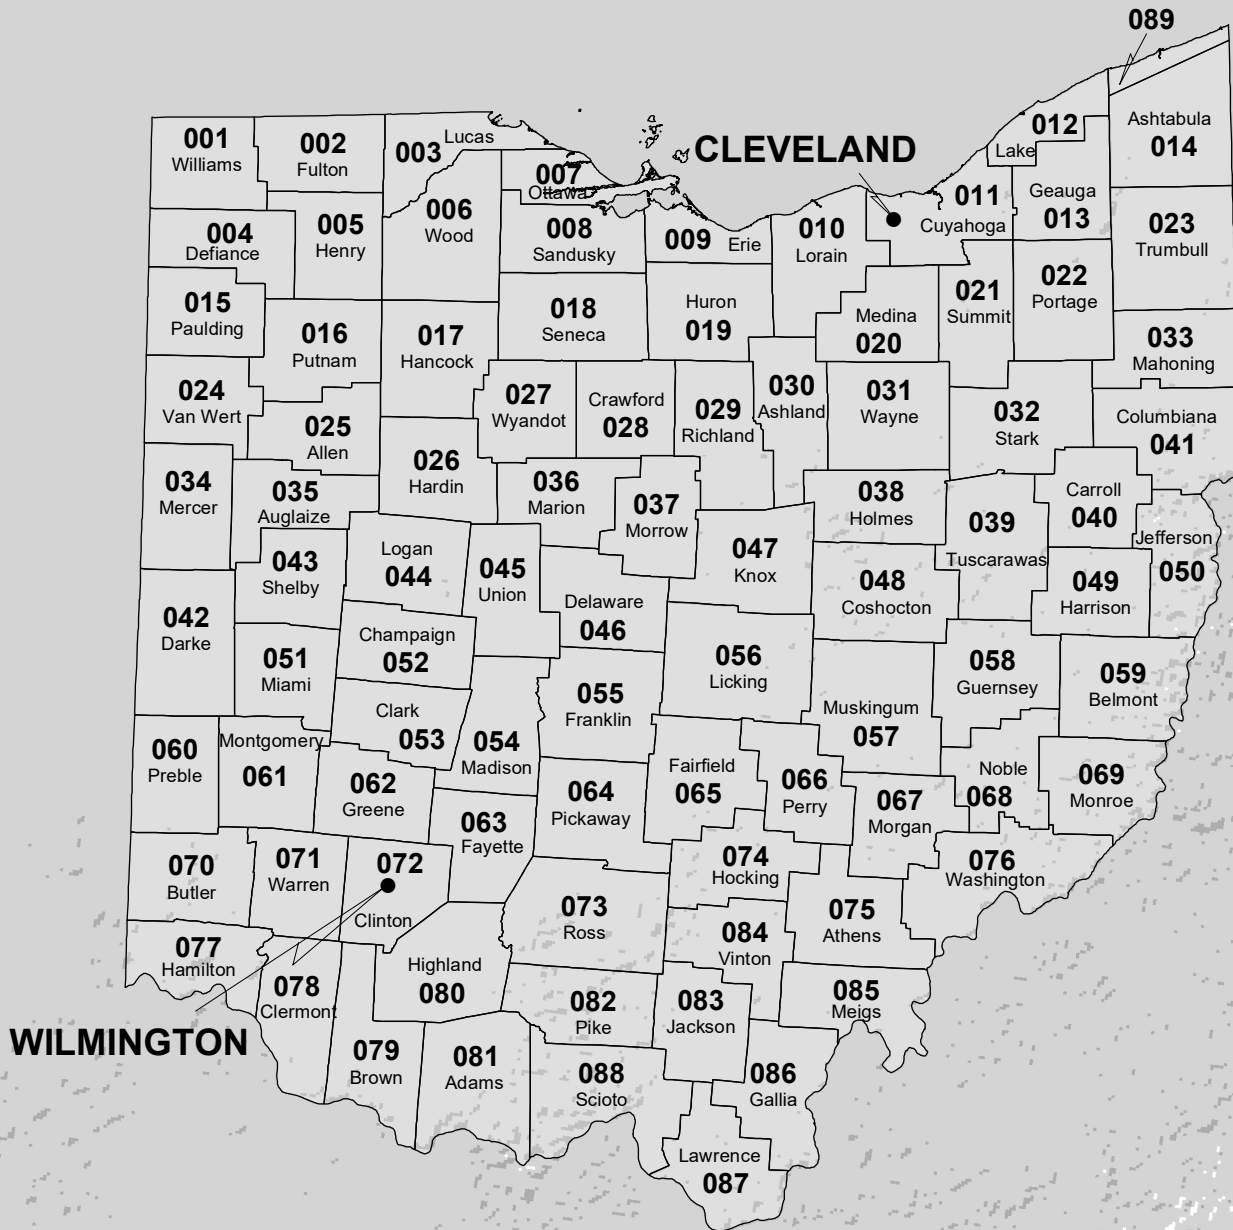 089
001
Williams
002
Fulton
003
Lucas
007
Ottawa
CLEVELAND
012
Lake
Ashtabula
014
004
Defiance
005
Henry
006
Wood
008
Sandusky
009
Erie
010
Lorain
011
Cuyahoga
Geauga
013
023
Trumbull
015
Paulding
016
Putnam
017
Hancock
018
Seneca
Huron
019
Medina
020
021
Summit
022
Portage
033
Mahoning
024
Van Wert
025
Allen
026
Hardin
027
Wyandot
Crawford
028
029
Richland
030
Ashland
031
Wayne
032
Stark
Columbiana
041
034
Mercer
035
Auglaize
036
Marion
037
Morrow
038
Holmes
039
Tuscarawas
Carroll
040
Jefferson
050
042
Darke
043
Shelby
Logan
044
045
Union
Delaware
046
047
Knox
048
Coshocton
049
Harrison
051
Miami
Champaign
052
055
Franklin
056
Licking
Muskingum
057
058
Guernsey
059
Belmont
060
Preble
Montgomery
061
Clark
053
054
Madison
062
Greene
063
Fayette
064
Pickaway
Fairfield
065
066
Perry
067
Morgan
Noble
068
069
Monroe
070
Butler
071
Warren
072
Clinton
073
Ross
074
Hocking
075
Athens
076
Washington
077
Hamilton
078
Clermont
Highland
080
082
Pike
083
Jackson
084
Vinton
085
Meigs
WILMINGTON
079
Brown
081
Adams
088
Scioto
086
Gallia
Lawrence
087